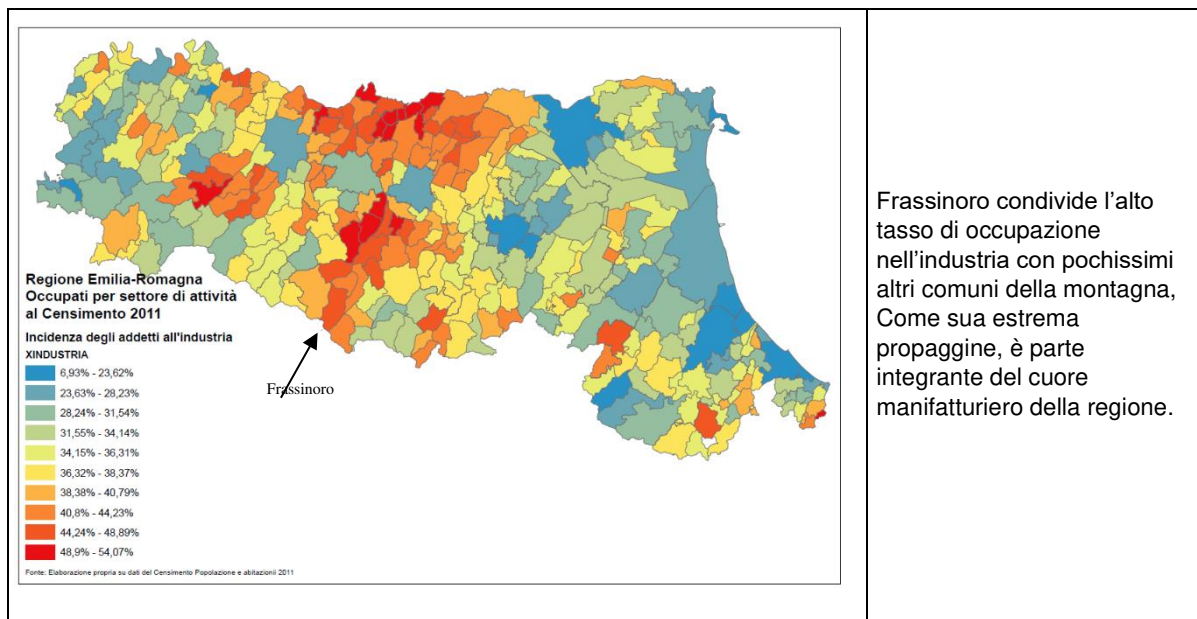 Regione Emilia-Romagna
Occupati per settore di attività
al Censimento 2011
Incidenza degli addetti all'industria
XINDUSTRIA
6,93% - 23,62%
23,63% - 28,23%
28,24% - 31,54%
31,55% - 34,14%
34,15% - 36,31%
36,32% - 38,37%
38,38% - 40,79%
40,8% - 44,23%
44,24% - 48,89%
48,9% - 54,07%
Fonte: Elaborazione propria su dati del Censimento Popolazione e abitazionii 2011
Frassinoro
Frassinoro condivide l’alto
tasso di occupazione
nell’industria con pochissimi
altri comuni della montagna,
Come sua estrema
propaggine, è parte
integrante del cuore
manifatturiero della regione.